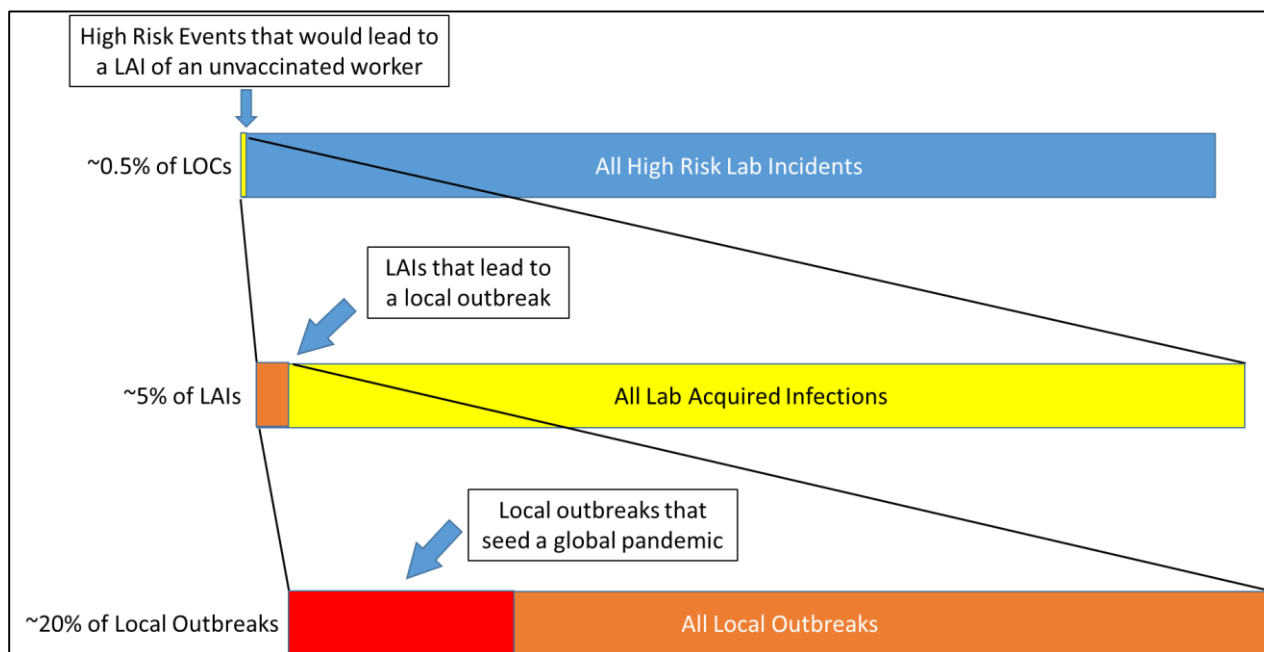 High Risk Events that would lead to
a LAI of an unvaccinated worker
~0.5% of LOCs
All High Risk Lab Incidents
LAIs that lead to
a local outbreak
~5% of LAIs
All Lab Acquired Infections
Local outbreaks that
seed a global pandemic
~20% of Local Outbreaks
All Local Outbreaks